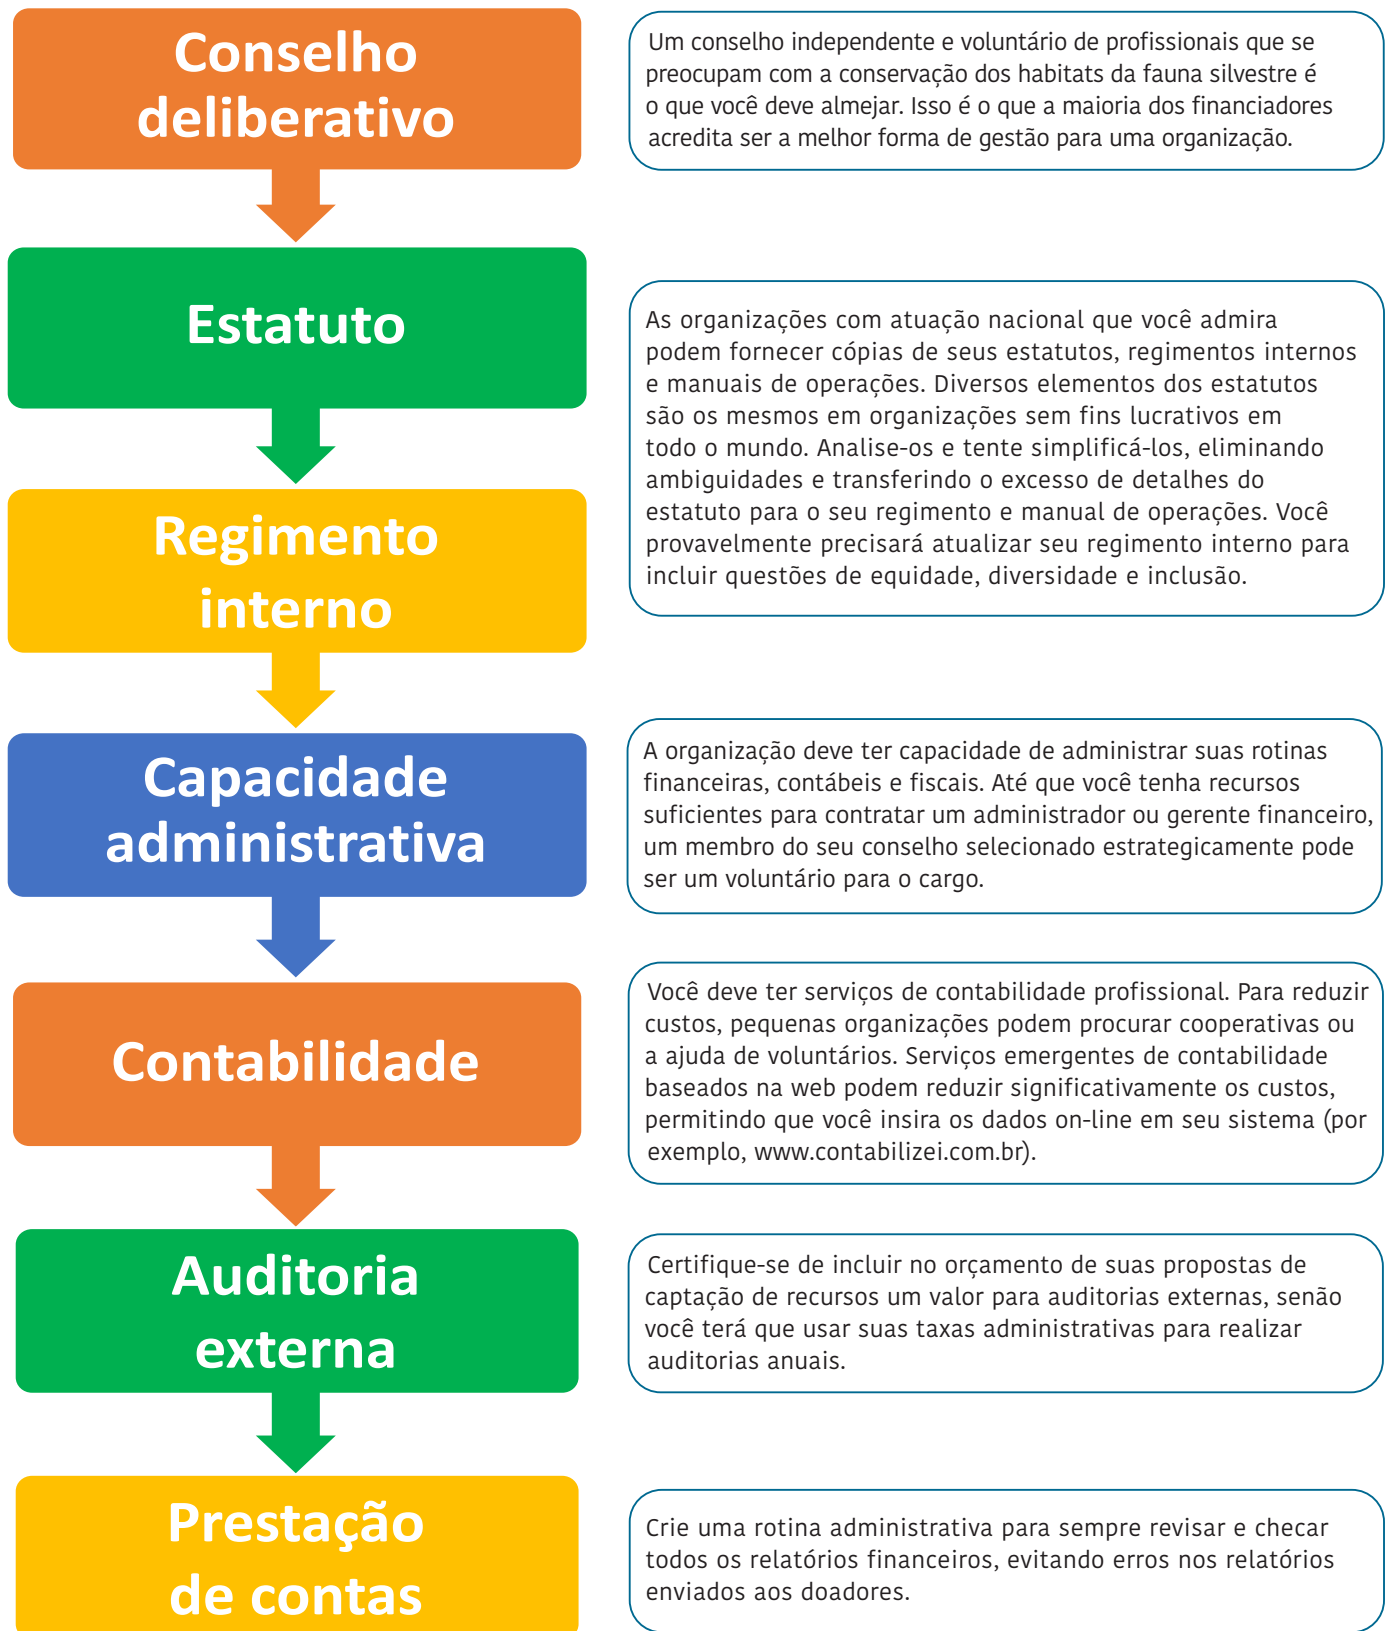 Conselho
deliberativo
Um conselho independente e voluntário de profissionais que se
preocupam com a conservação dos habitats da fauna silvestre é
o que você deve almejar. Isso é o que a maioria dos financiadores
acredita ser a melhor forma de gestão para uma organização.
Estatuto
As organizações com atuação nacional que você admira
podem fornecer cópias de seus estatutos, regimentos internos
e manuais de operações. Diversos elementos dos estatutos
são os mesmos em organizações sem fins lucrativos em
todo o mundo. Analise-os e tente simplificá-los, eliminando
ambiguidades e transferindo o excesso de detalhes do
estatuto para o seu regimento e manual de operações. Você
provavelmente precisará atualizar seu regimento interno para
incluir questões de equidade, diversidade e inclusão.
Regimento
interno
Capacidade
administrativa
A organização deve ter capacidade de administrar suas rotinas
financeiras, contábeis e fiscais. Até que você tenha recursos
suficientes para contratar um administrador ou gerente financeiro,
um membro do seu conselho selecionado estrategicamente pode
ser um voluntário para o cargo.
Contabilidade
Você deve ter serviços de contabilidade profissional. Para reduzir
custos, pequenas organizações podem procurar cooperativas ou
a ajuda de voluntários. Serviços emergentes de contabilidade
baseados na web podem reduzir significativamente os custos,
permitindo que você insira os dados on-line em seu sistema (por
exemplo, www.contabilizei.com.br).
Auditoria
externa
Certifique-se de incluir no orçamento de suas propostas de
captação de recursos um valor para auditorias externas, senão
você terá que usar suas taxas administrativas para realizar
auditorias anuais.
Prestação
de contas
Crie uma rotina administrativa para sempre revisar e checar
todos os relatórios financeiros, evitando erros nos relatórios
enviados aos doadores.